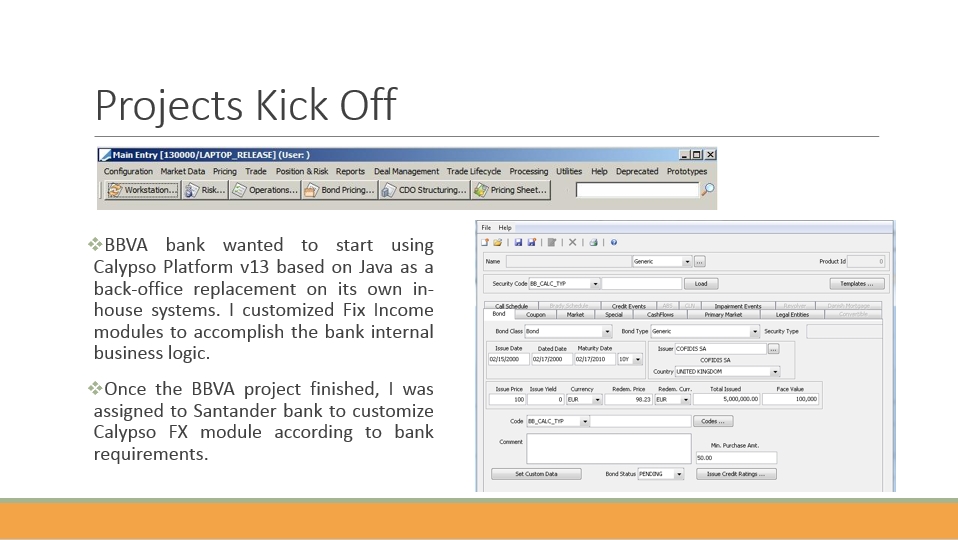 Projects Kick Off
Main Entry [130000/LAPTOP_RELEASE] (User: )
Configuration Market Data Pricing Trade Position & Risk Reports Deal Management Trade Lifecycle Processing Utilities Help Deprecated Prototypes
Workstation... Risk... Operations... Bond Pricing... CDO Structuring... Pricing Sheet...
BBVA bank wanted to start using
Calypso Platform v13 based on Java as a
back-office replacement on its own in-
house systems. I customized Fix Income
modules to accomplish the bank internal
business logic.
Once the BBVA project finished, I was
assigned to Santander bank to customize
Calypso FX module according to bank
requirements.
File Help
Name Generic ... Product Id 0
Security Code BB_CALC_TYP Load Templates ...
Call Schedule Credit Events ABS CLN Impairment Events Revolver Danish Mortgage
Bond Coupon Market Special CashFlows Primary Market Legal Entities Convertible
Bond Class Bond Bond Type Generic Security Type
Issue Date Dated Date Maturity Date Issuer COFIDIS SA ...
02/15/2000 02/17/2000 02/17/2010 10Y COFIDIS SA
Country UNITED KINGDOM
Issue Price Issue Yield Currency Redem. Price Redem. Curr. Total Issued Face Value
100 0 EUR 98.23 EUR 5,000,000.00 100,000
Code BB_CALC_TYP Codes ...
Comment Min. Purchase Amt.
50.00
Set Custom Data Bond Status PENDING Issue Credit Ratings ...